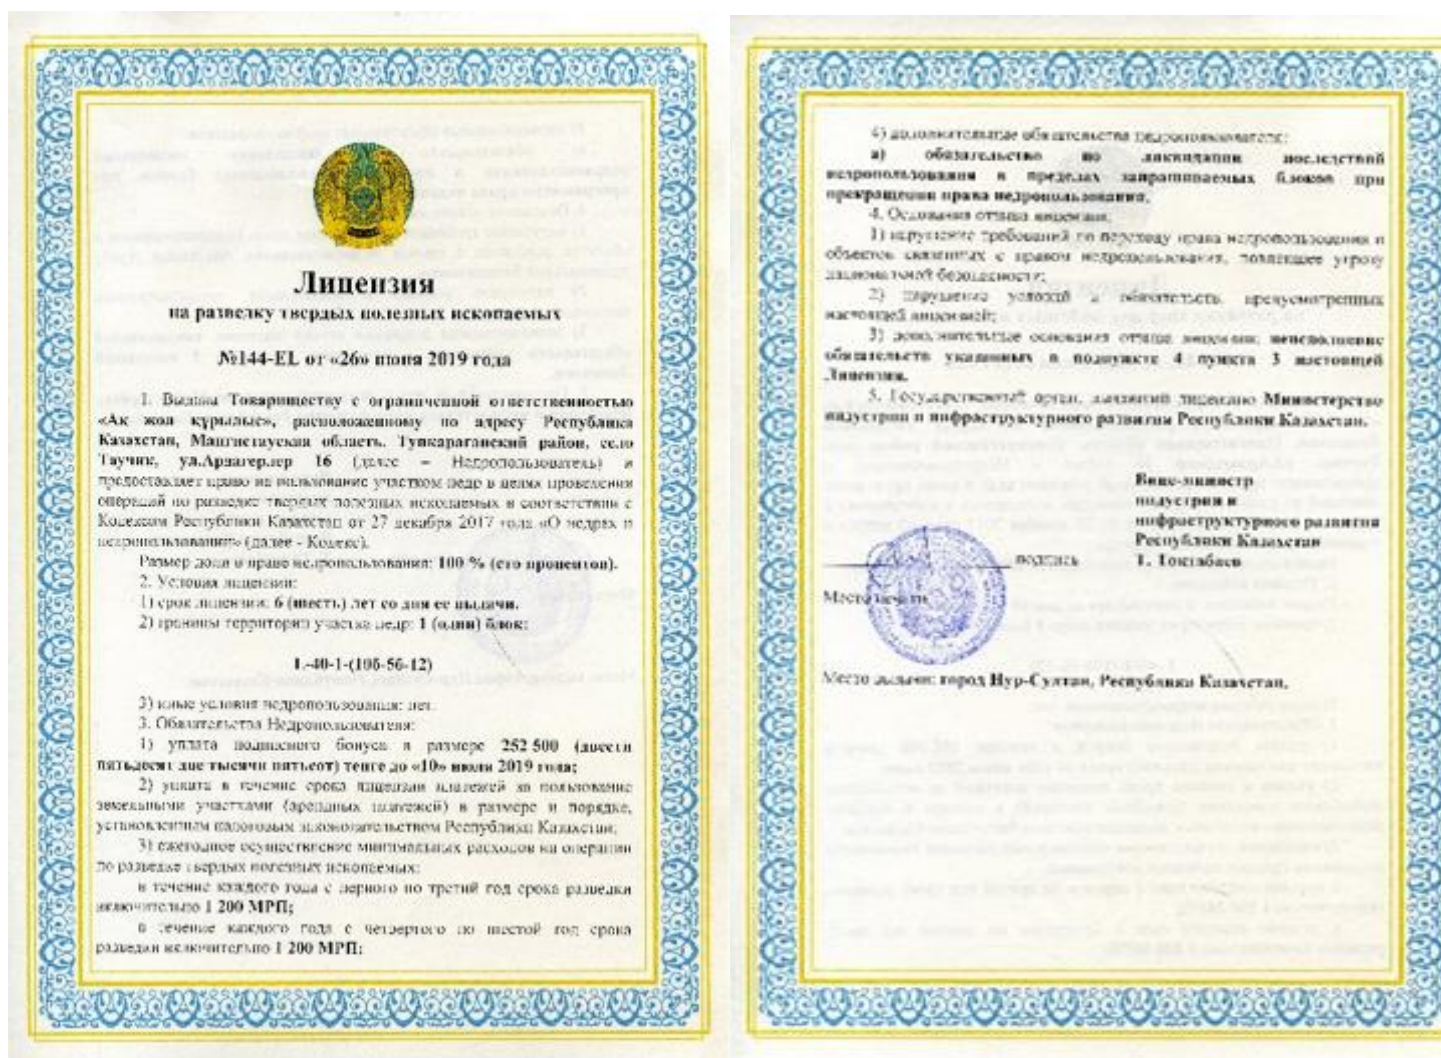 Лицензия
на разведку твердых полезных ископаемых
№144-EL от «26» июня 2019 года
1. Выдана Товариществу с ограниченной ответственностью
«Ак жол құрылыс», расположенному по адресу Республика
Казахстан, Мангистауская область, Тупкараганский район, село
Таучик, ул.Ардагерлер 16 (далее – Недропользователь) и
предоставляет право на пользование участком недр в целях проведения
операций по разведке твердых полезных ископаемых в соответствии с
Кодексом Республики Казахстан от 27 декабря 2017 года «О недрах и
недропользовании» (далее - Кодекс).
Размер доли в праве недропользования: 100 % (сто процентов).
2. Условия лицензии:
1) срок лицензии: 6 (шесть) лет со дня ее выдачи.
2) границы территории участка недр: 1 (один) блок:
L-40-1-(10б-5б-12)
3) иные условия недропользования: нет.
3. Обязательства Недропользователя:
1) уплата подписного бонуса в размере 252 500 (двести
пятьдесят две тысячи пятьсот) тенге до «10» июля 2019 года;
2) уплата в течение срока лицензии платежей за пользование
земельными участками (арендных платежей) в размере и порядке,
установленным налоговым законодательством Республики Казахстан;
3) ежегодное осуществление минимальных расходов на операции
по разведке твердых полезных ископаемых:
в течение каждого года с первого по третий год срока разведки
включительно 1 200 МРП;
в течение каждого года с четвертого по шестой год срока
разведки включительно 1 200 МРП;
4) дополнительные обязательства недропользователя:
а) обязательство по ликвидации последствий
недропользования в пределах запрашиваемых блоков при
прекращении права недропользования.
4. Основания отзыва лицензии:
1) нарушение требований по переходу права недропользования и
объектов связанных с правом недропользования, повлекшее угрозу
национальной безопасности;
2) нарушение условий и обязательств, предусмотренных
настоящей лицензией;
3) дополнительные основания отзыва лицензии: неисполнение
обязательств указанных в подпункте 4 пункта 3 настоящей
Лицензии.
5. Государственный орган, выдавший лицензию Министерство
индустрии и инфраструктурного развития Республики Казахстан.
Вице-министр
индустрии и
инфраструктурного развития
Республики Казахстан
подпись Т. Токтабаев
Место печати
Место выдачи: город Нур-Султан, Республика Казахстан.